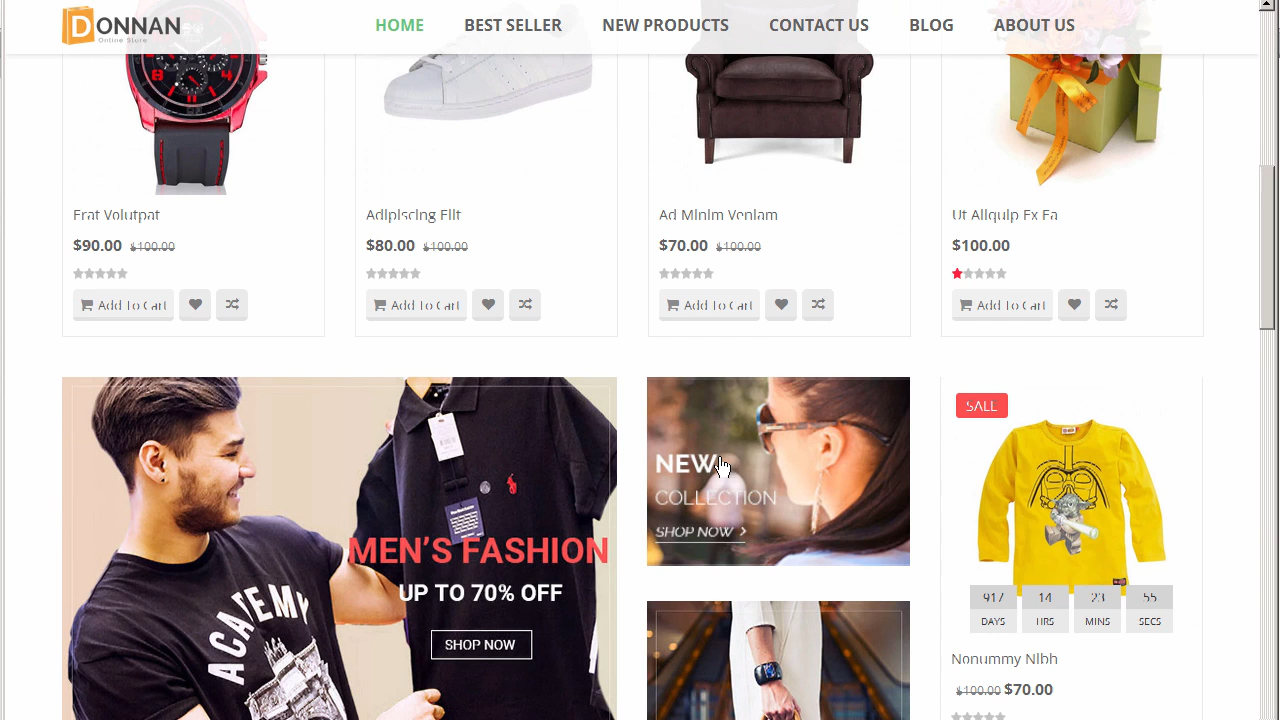 DONNAN
Online Store
HOME BEST SELLER NEW PRODUCTS CONTACT US BLOG ABOUT US
Erat Volutpat
$90.00 $100.00
Add To Cart
Adipiscing Elit
$80.00 $100.00
Add To Cart
Ad Minim Veniam
$70.00 $100.00
Add To Cart
Ut Aliquip Ex Ea
$100.00
Add To Cart
ACADEMY
MEN’S FASHION
UP TO 70% OFF
SHOP NOW
NEW
COLLECTION
SHOP NOW >
SALE
917 14 23 55
DAYS HRS MINS SECS
Nonummy Nibh
$100.00 $70.00